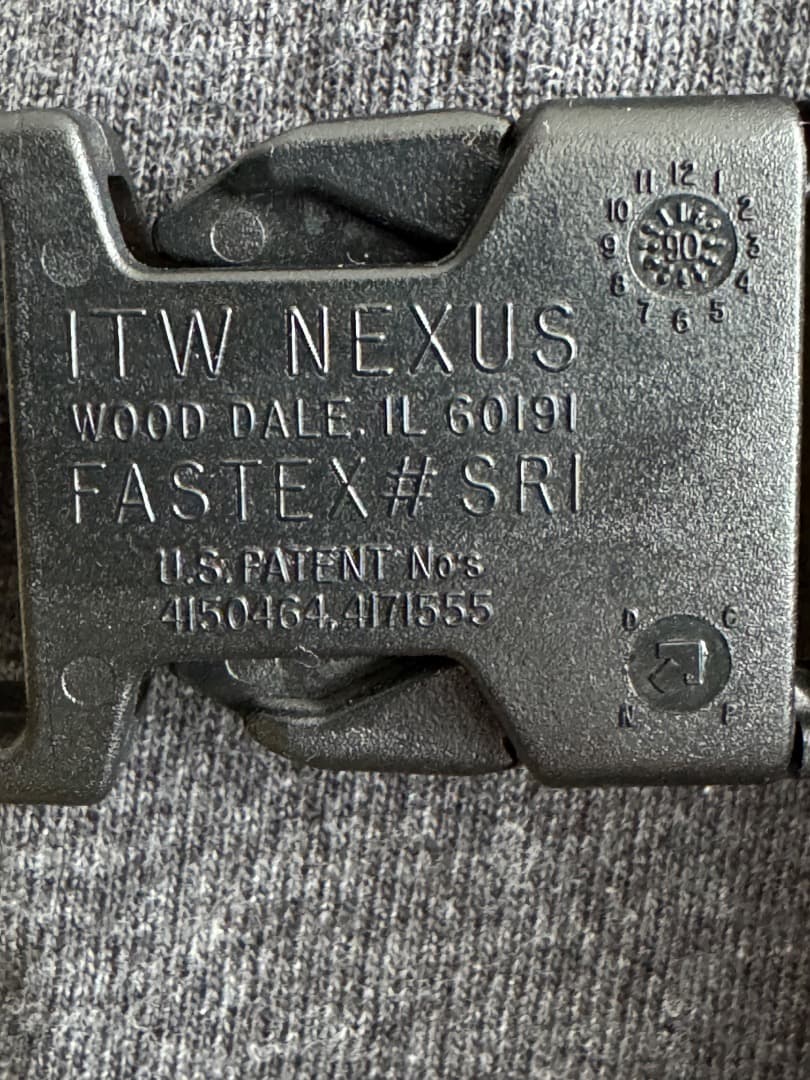 ITW NEXUS
WOOD DALE, IL 60191
FASTEX# SR1
U.S. PATENT No's
4150464,4171555
12
11 1
10 2
9 90 3
8 4
7 5
6
D C
N P